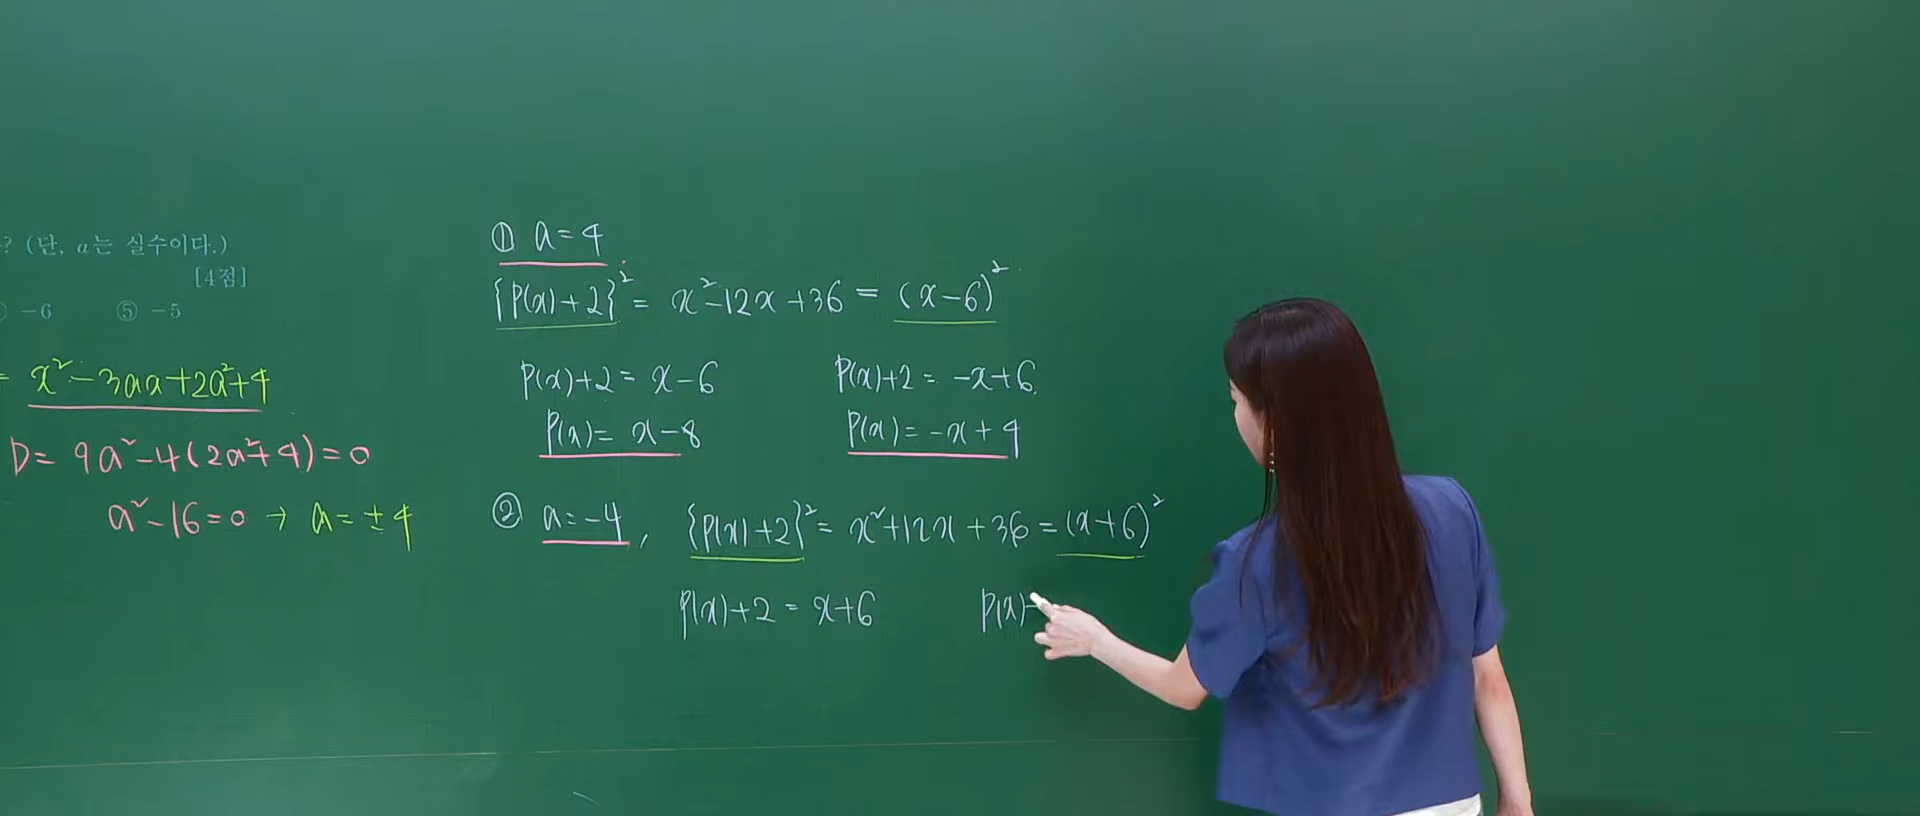 ? (단, a는 실수이다.)
[4점]
-6 ⑤ -5
= x²-3ax+2a²+4
D= 9a²-4(2a²+4)=0
a²-16=0 → a=±4
① a=4
{P(x)+2}² = x²-12x+36 = (x-6)²
P(x)+2 = x-6 P(x)+2 = -x+6
P(x) = x-8 P(x) = -x+4
② a=-4, {P(x)+2}² = x²+12x+36 = (x+6)²
P(x)+2 = x+6 P(x)